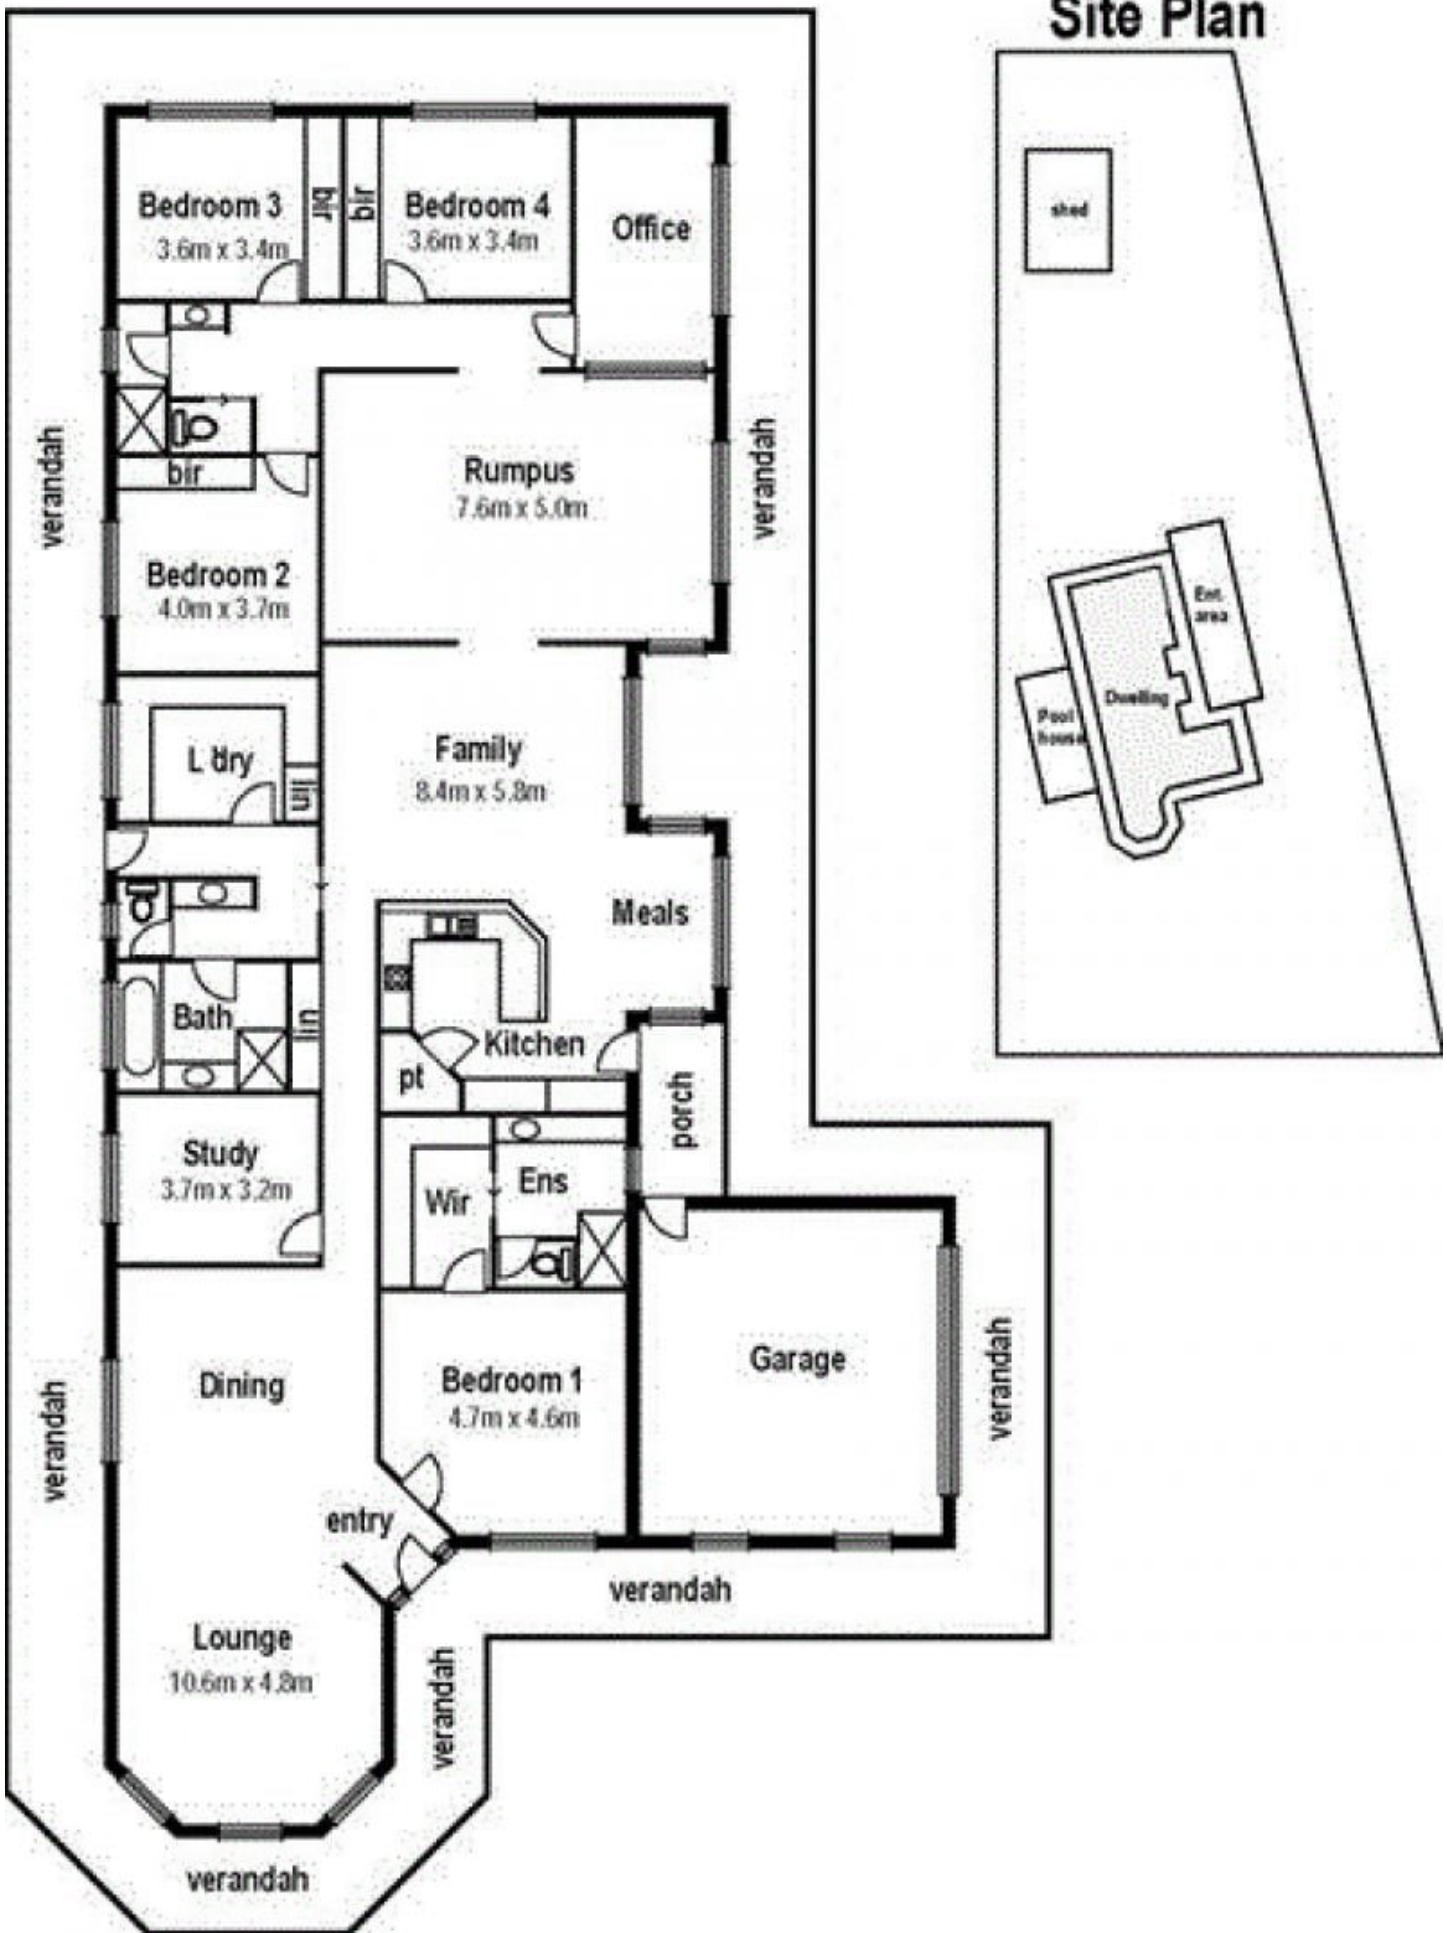 Site Plan
Bedroom 3
3.6m x 3.4m
bir
bir
Bedroom 4
3.6m x 3.4m
Office
shed
verandah
bir
Rumpus
7.6m x 5.0m
verandah
Bedroom 2
4.0m x 3.7m
Ent.
area
Dwelling
Pool
house
L'dry
lin
Family
8.4m x 5.8m
Meals
Bath
lin
Kitchen
pt
porch
Study
3.7m x 3.2m
Wir
Ens
Dining
Bedroom 1
4.7m x 4.6m
Garage
verandah
verandah
entry
verandah
Lounge
10.6m x 4.8m
verandah
verandah